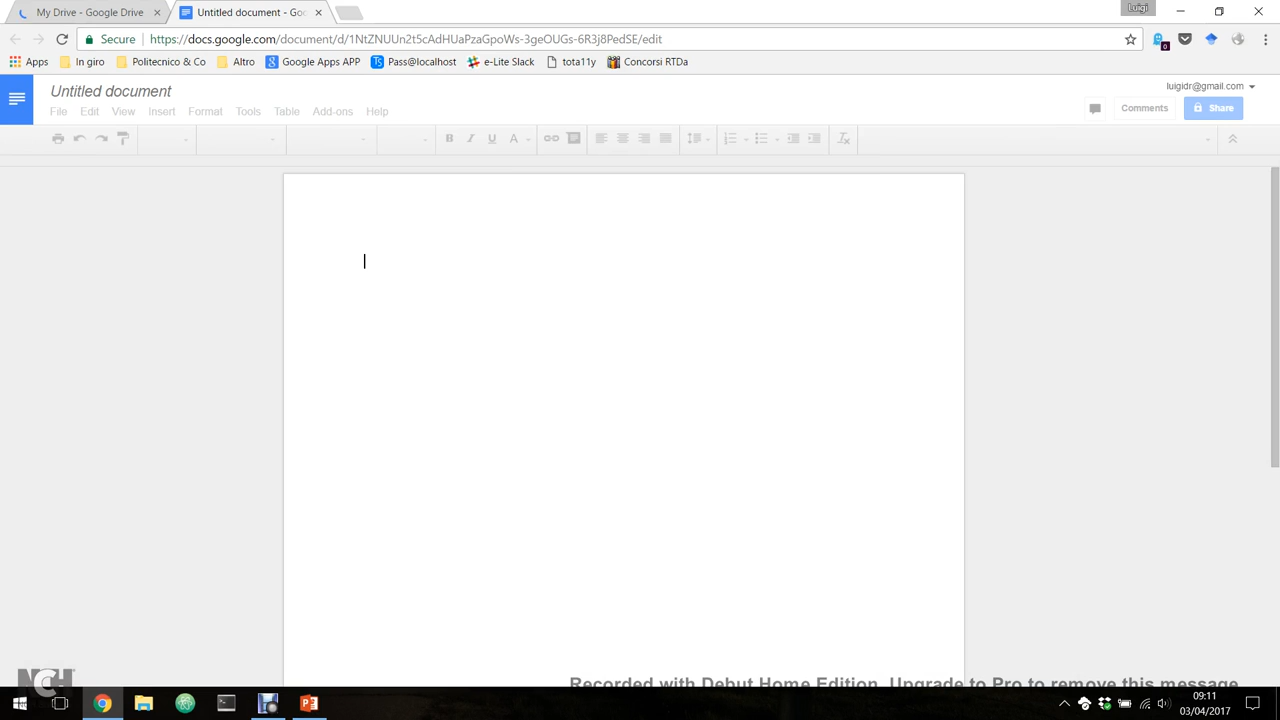 My Drive - Google Drive
Untitled document - Goo
Luigi
Secure
https://docs.google.com/document/d/1NtZNUUn2t5cAdHUaPzaGpoWs-3geOUGs-6R3j8PedSE/edit
0
Apps In giro Politecnico & Co Altro Google Apps APP Pass@localhost e-Lite Slack tota11y Concorsi RTDa
Untitled document
luigidr@gmail.com
File Edit View Insert Format Tools Table Add-ons Help
Comments
Share
B I U A
NCH
Recorded with Debut Home Edition. Upgrade to Pro to remove this message
09:11
03/04/2017